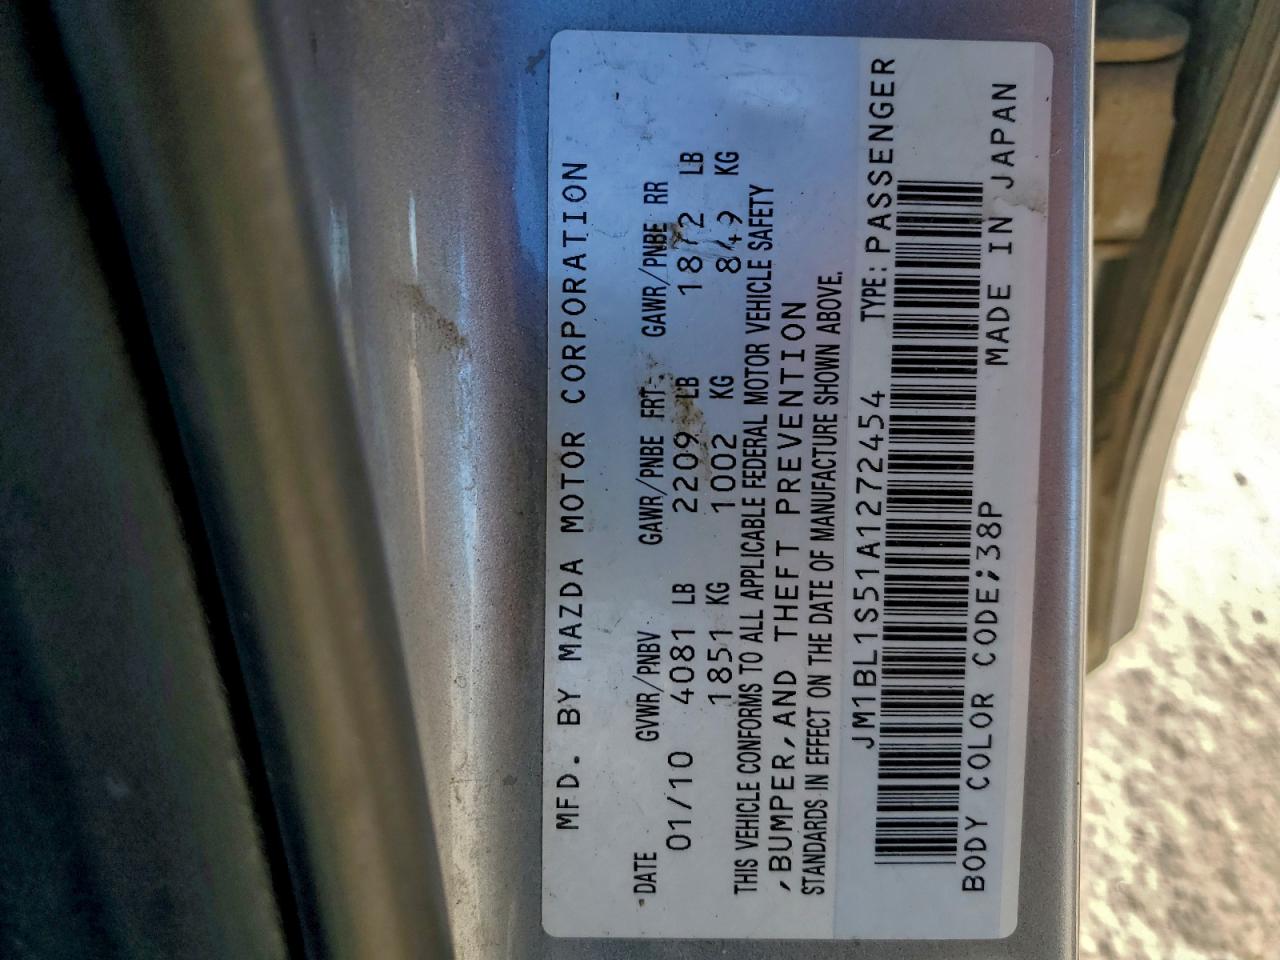 MFD. BY MAZDA MOTOR CORPORATION
DATE GVWR/PNBV GAWR/PNBE FRT GAWR/PNBE RR
01/10 4081 LB 2209 LB 1872 LB
1851 KG 1002 KG 849 KG
THIS VEHICLE CONFORMS TO ALL APPLICABLE FEDERAL MOTOR VEHICLE SAFETY
,BUMPER,AND THEFT PREVENTION
STANDARDS IN EFFECT ON THE DATE OF MANUFACTURE SHOWN ABOVE.
JM1BL1S51A1272454 TYPE: PASSENGER
BODY COLOR CODE;38P MADE IN JAPAN